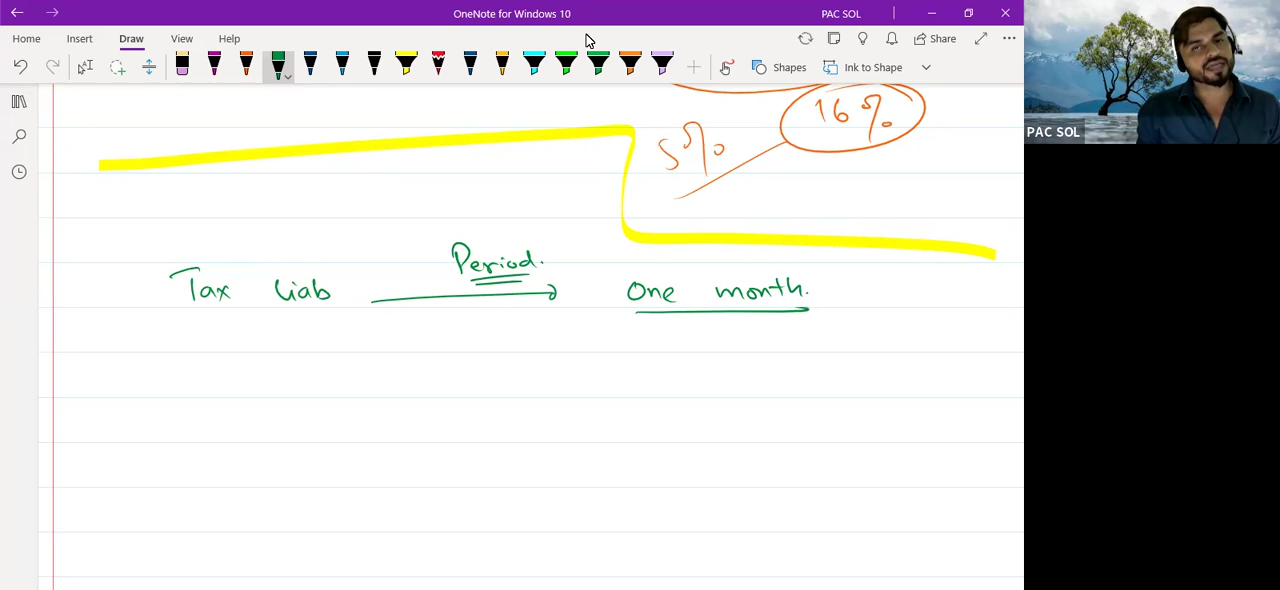 OneNote for Windows 10
PAC SOL
Home Insert Draw View Help
Share
Shapes
Ink to Shape
PAC SOL
16%
5%
Period.
Tax liab
One month.